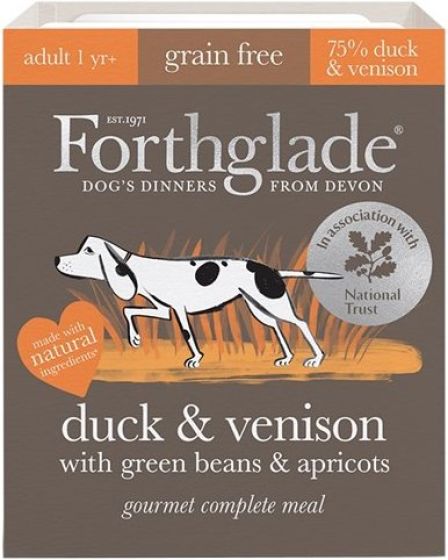 adult 1 yr+
grain free
75% duck
& venison
EST.1971
Forthglade®
DOG'S DINNERS FROM DEVON
In association with
National
Trust
made with
natural
ingredients*
duck & venison
with green beans & apricots
gourmet complete meal